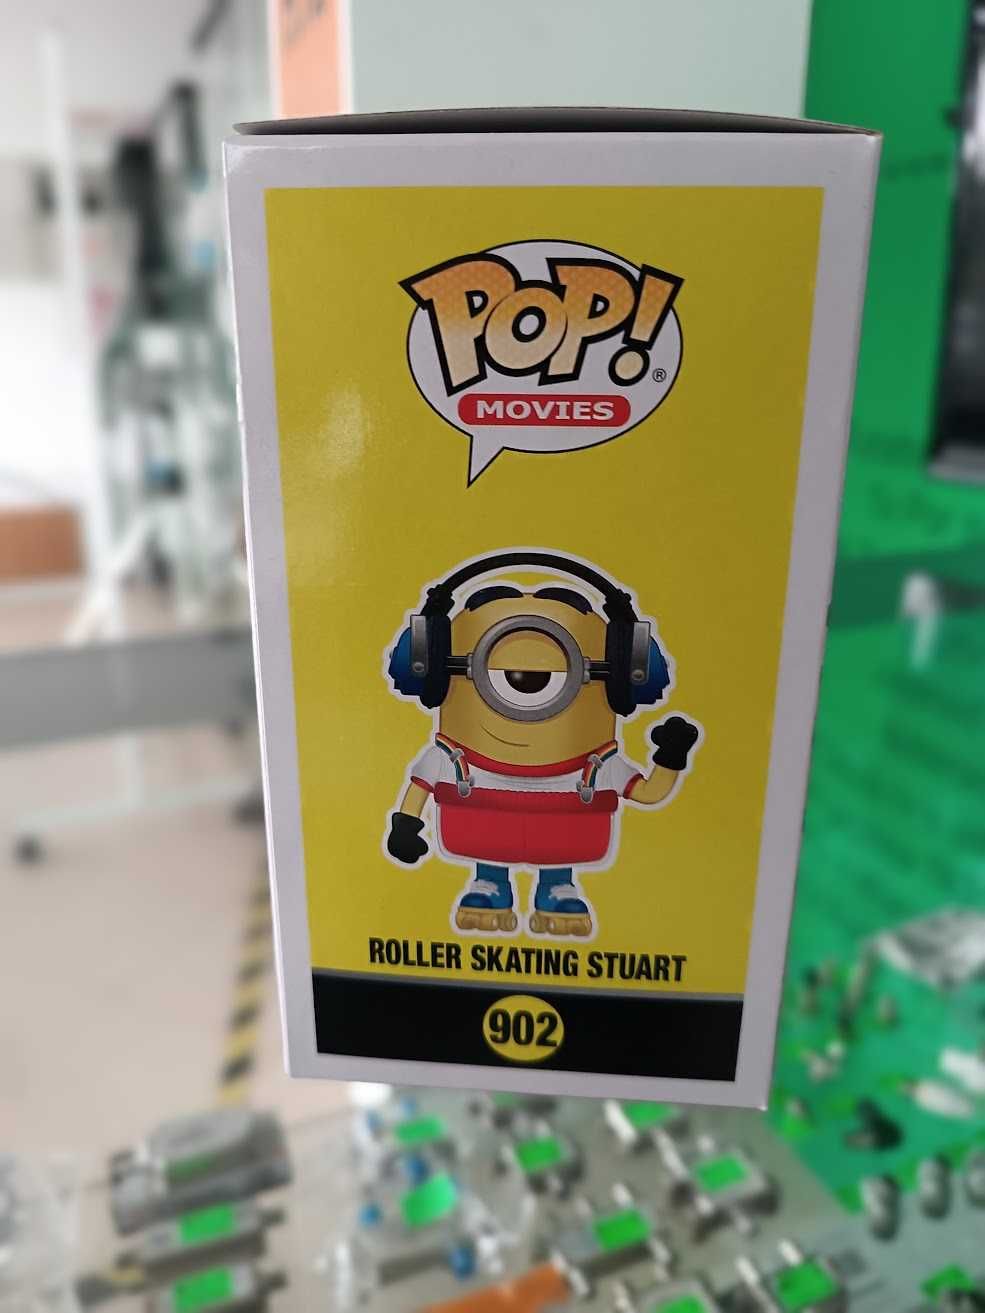 POP!®
MOVIES
ROLLER SKATING STUART
902